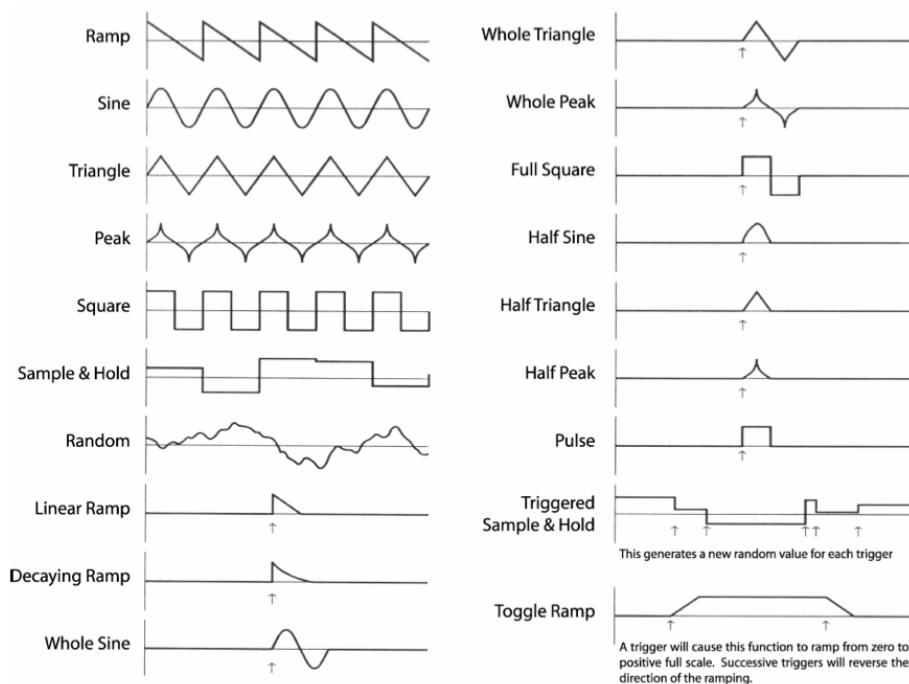 Ramp
Sine
Triangle
Peak
Square
Sample & Hold
Random
Linear Ramp
Decaying Ramp
Whole Sine
Whole Triangle
Whole Peak
Full Square
Half Sine
Half Triangle
Half Peak
Pulse
Triggered
Sample & Hold
This generates a new random value for each trigger
Toggle Ramp
A trigger will cause this function to ramp from zero to
positive full scale. Successive triggers will reverse the
direction of the ramping.